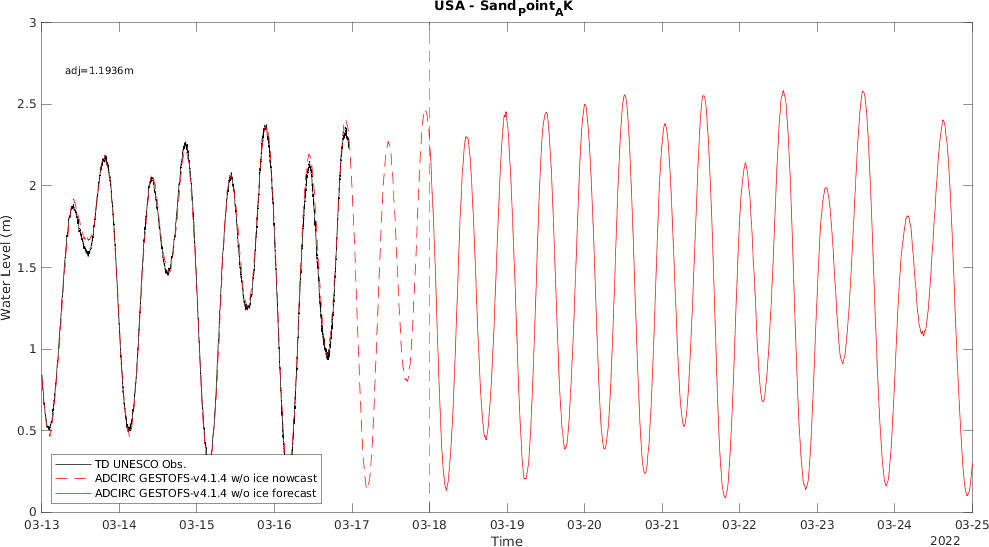 USA - Sand_Point_AK
3
adj=1.1936m
2.5
2
1.5
1
0.5
0
Water Level (m)
TD UNESCO Obs.
ADCIRC GESTOFS-v4.1.4 w/o ice nowcast
ADCIRC GESTOFS-v4.1.4 w/o ice forecast
03-13 03-14 03-15 03-16 03-17 03-18 03-19 03-20 03-21 03-22 03-23 03-24 03-25
Time
2022